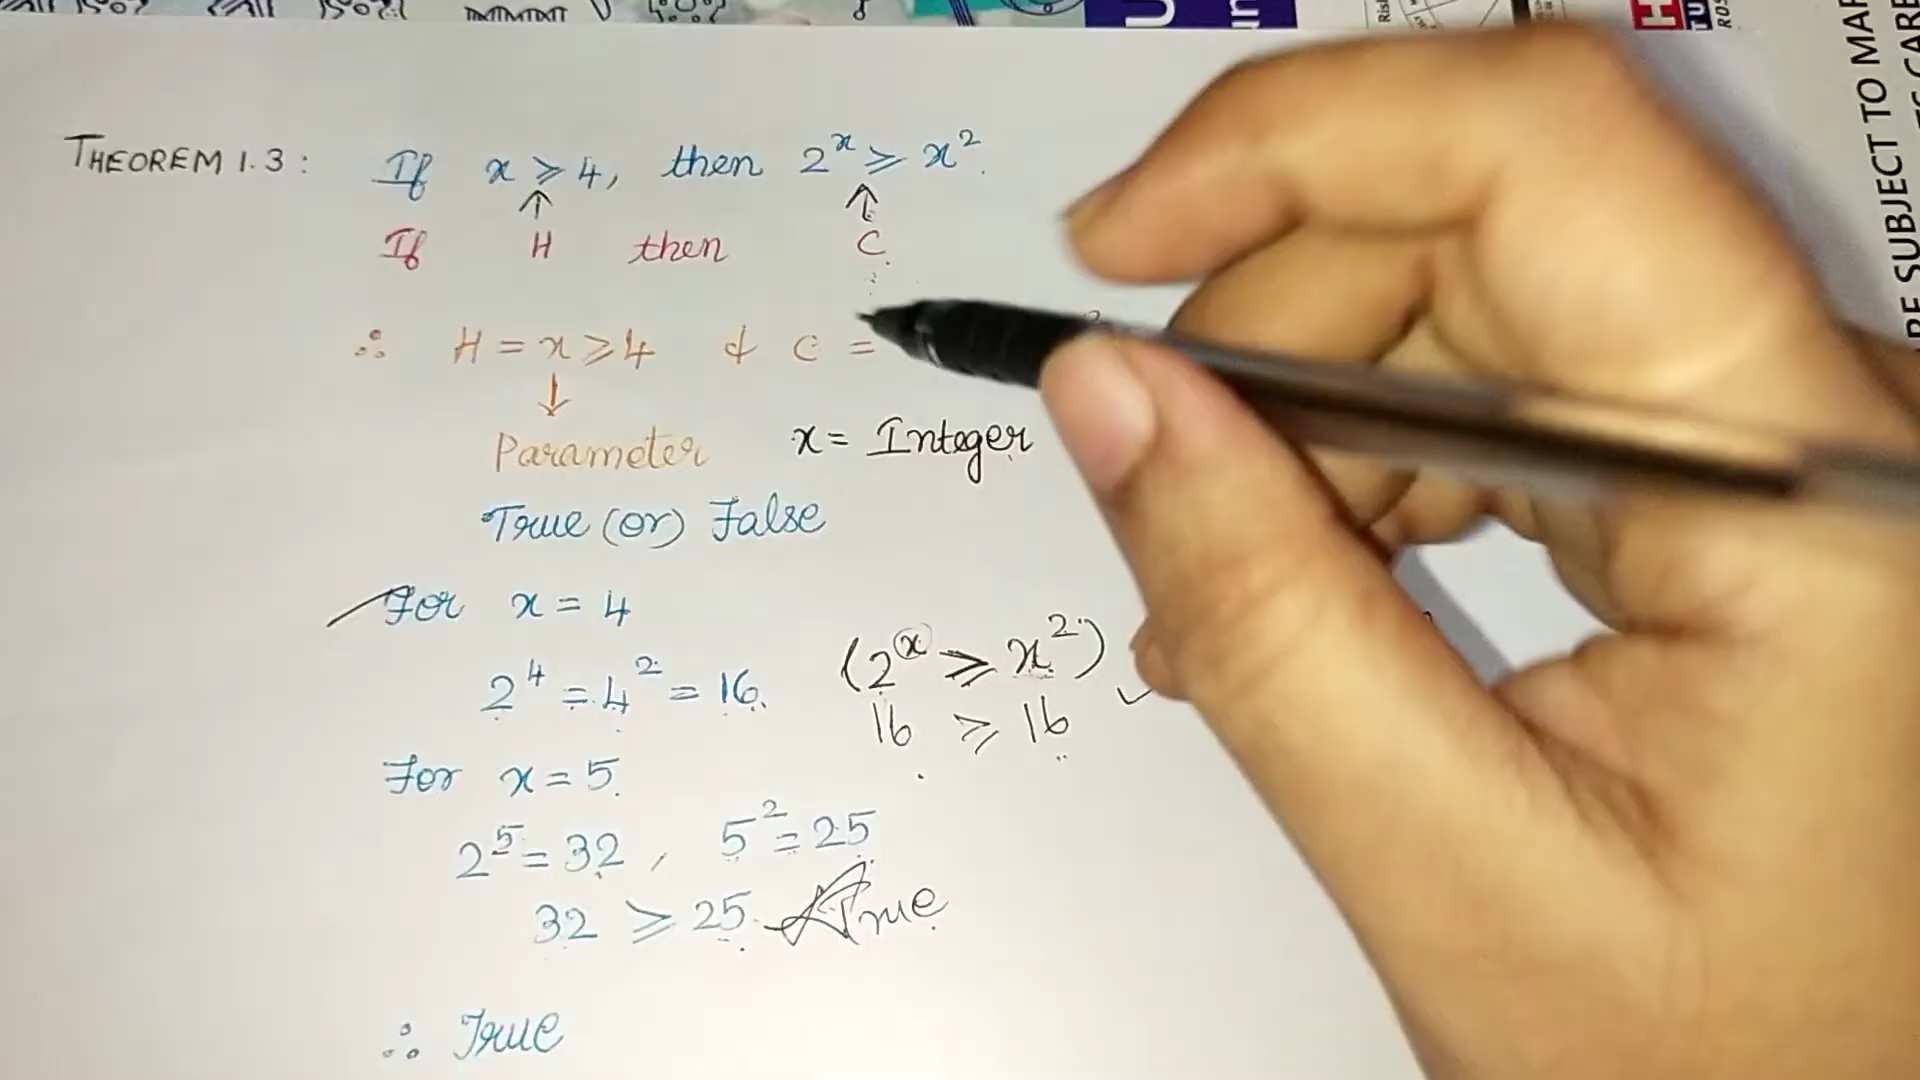 THEOREM 1.3 : If x ⩾ 4, then 2^x ⩾ x^2.
If H then C.
∴ H = x ⩾ 4 & C =
Parameter x = Integer
True (or) False
For x = 4
2^4 = 4^2 = 16. (2^x ⩾ x^2)
16 ⩾ 16 ✓
For x = 5.
2^5 = 32 , 5^2 = 25
32 ⩾ 25. True
∴ True
RE SUBJECT TO MAR